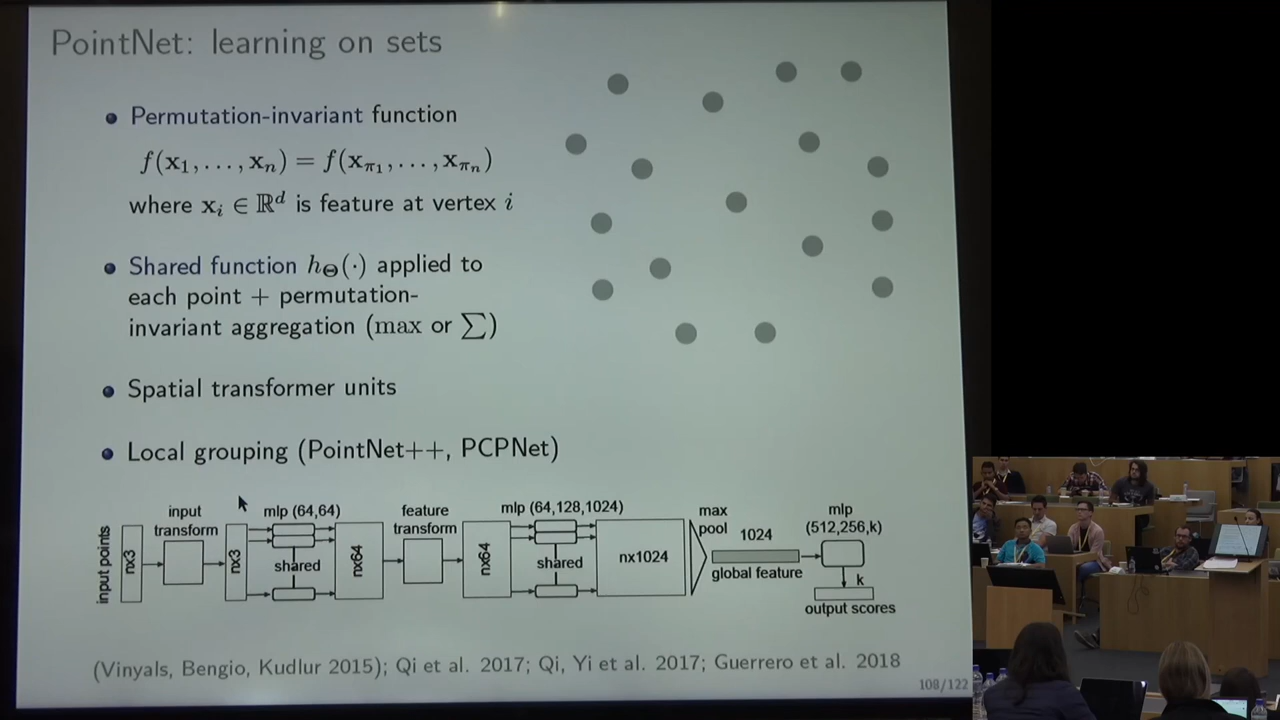 PointNet: learning on sets
Permutation-invariant function
f(x₁, . . . , xₙ) = f(x_π₁, . . . , x_πₙ)
where xᵢ ∈ ℝᵈ is feature at vertex i
Shared function h_Θ(·) applied to
each point + permutation-
invariant aggregation (max or ∑)
Spatial transformer units
Local grouping (PointNet++, PCPNet)
input points
nx3
input
transform
nx3
mlp (64,64)
shared
nx64
feature
transform
nx64
mlp (64,128,1024)
shared
nx1024
max
pool
1024
global feature
mlp
(512,256,k)
k
output scores
(Vinyals, Bengio, Kudlur 2015); Qi et al. 2017; Qi, Yi et al. 2017; Guerrero et al. 2018
108/122